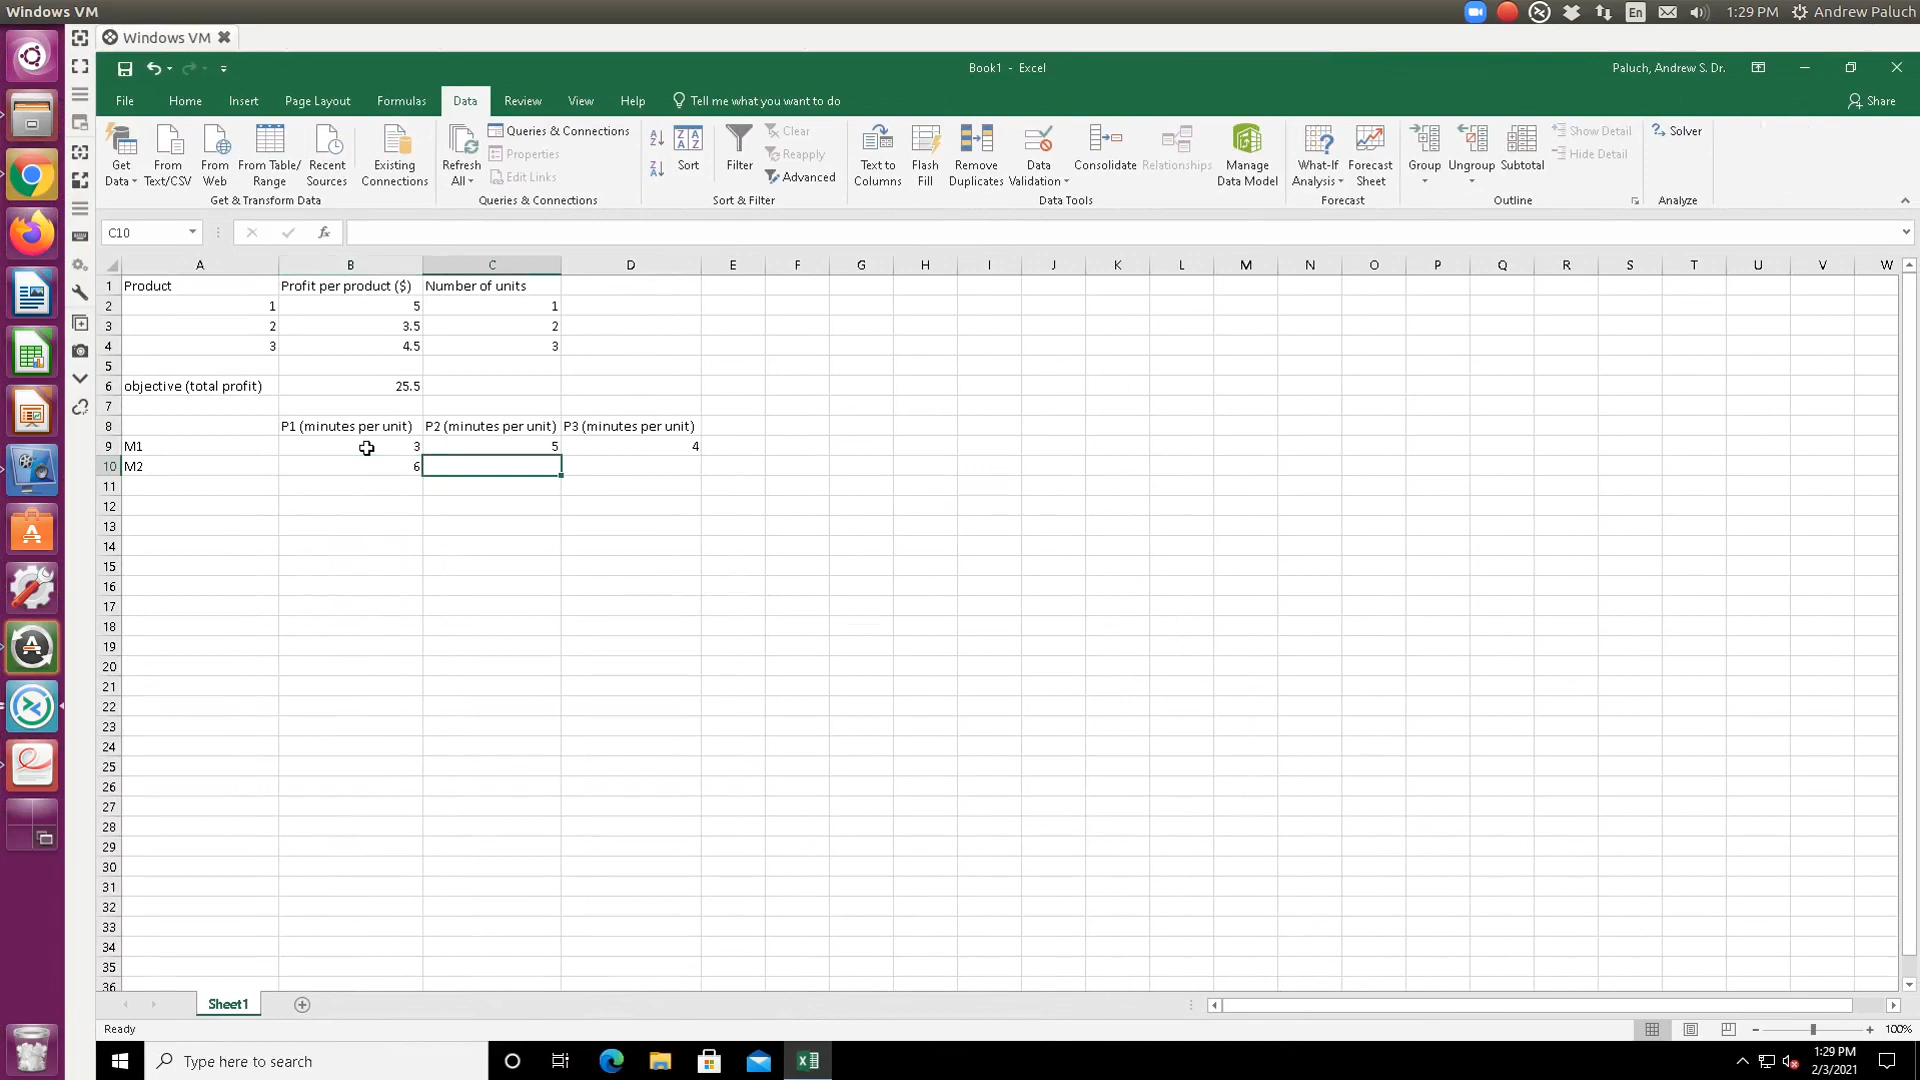 Windows VM
En 1:29 PM Andrew Paluch
Windows VM
Book1 - Excel
Paluch, Andrew S. Dr.
File Home Insert Page Layout Formulas Data Review View Help Tell me what you want to do
Share
Get Data
From Text/CSV
From Web
From Table/ Range
Recent Sources
Existing Connections
Get & Transform Data
Refresh All
Queries & Connections
Properties
Edit Links
Queries & Connections
Sort
Filter
Clear
Reapply
Advanced
Sort & Filter
Text to Columns
Flash Fill
Remove Duplicates
Data Validation
Consolidate
Relationships
Manage Data Model
Data Tools
What-If Analysis
Forecast Sheet
Forecast
Group
Ungroup
Subtotal
Show Detail
Hide Detail
Outline
Solver
Analyze
C10 fx
A B C D E F G H I J K L M N O P Q R S T U V W
1 Product Profit per product ($) Number of units
2 1 5 1
3 2 3.5 2
4 3 4.5 3
5
6 objective (total profit) 25.5
7
8 P1 (minutes per unit) P2 (minutes per unit) P3 (minutes per unit)
9 M1 3 5 4
10 M2 6
11
12
13
14
15
16
17
18
19
20
21
22
23
24
25
26
27
28
29
30
31
32
33
34
35
36
Sheet1
Ready
100%
Type here to search
1:29 PM
2/3/2021